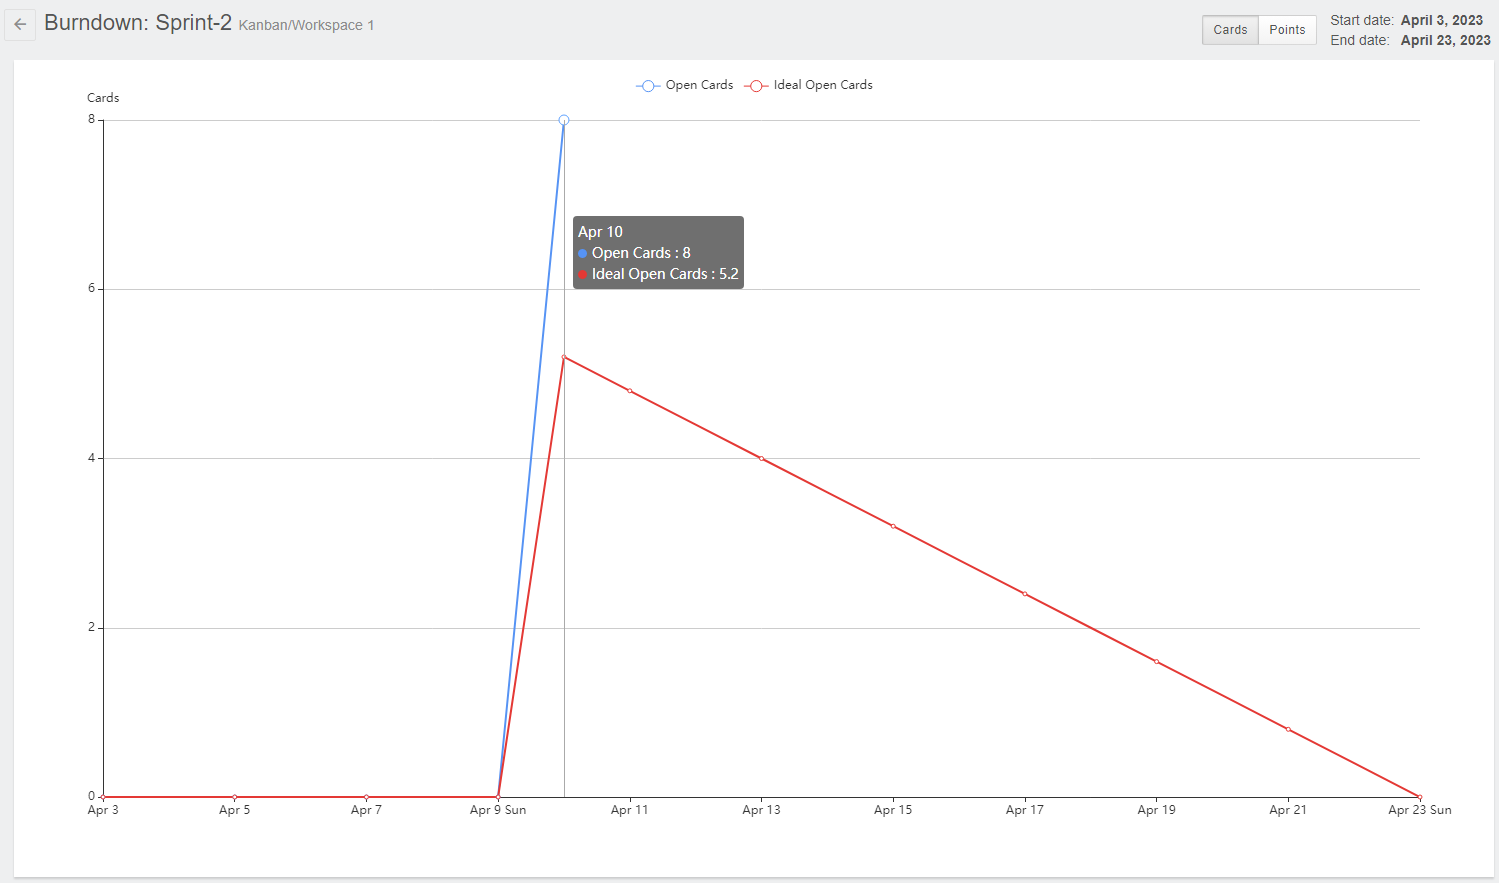 Burndown: Sprint-2 Kanban/Workspace 1
Cards Points
Start date: April 3, 2023
End date: April 23, 2023
Open Cards Ideal Open Cards
Cards
8
6
4
2
0
Apr 10
Open Cards : 8
Ideal Open Cards : 5.2
Apr 3 Apr 5 Apr 7 Apr 9 Sun Apr 11 Apr 13 Apr 15 Apr 17 Apr 19 Apr 21 Apr 23 Sun